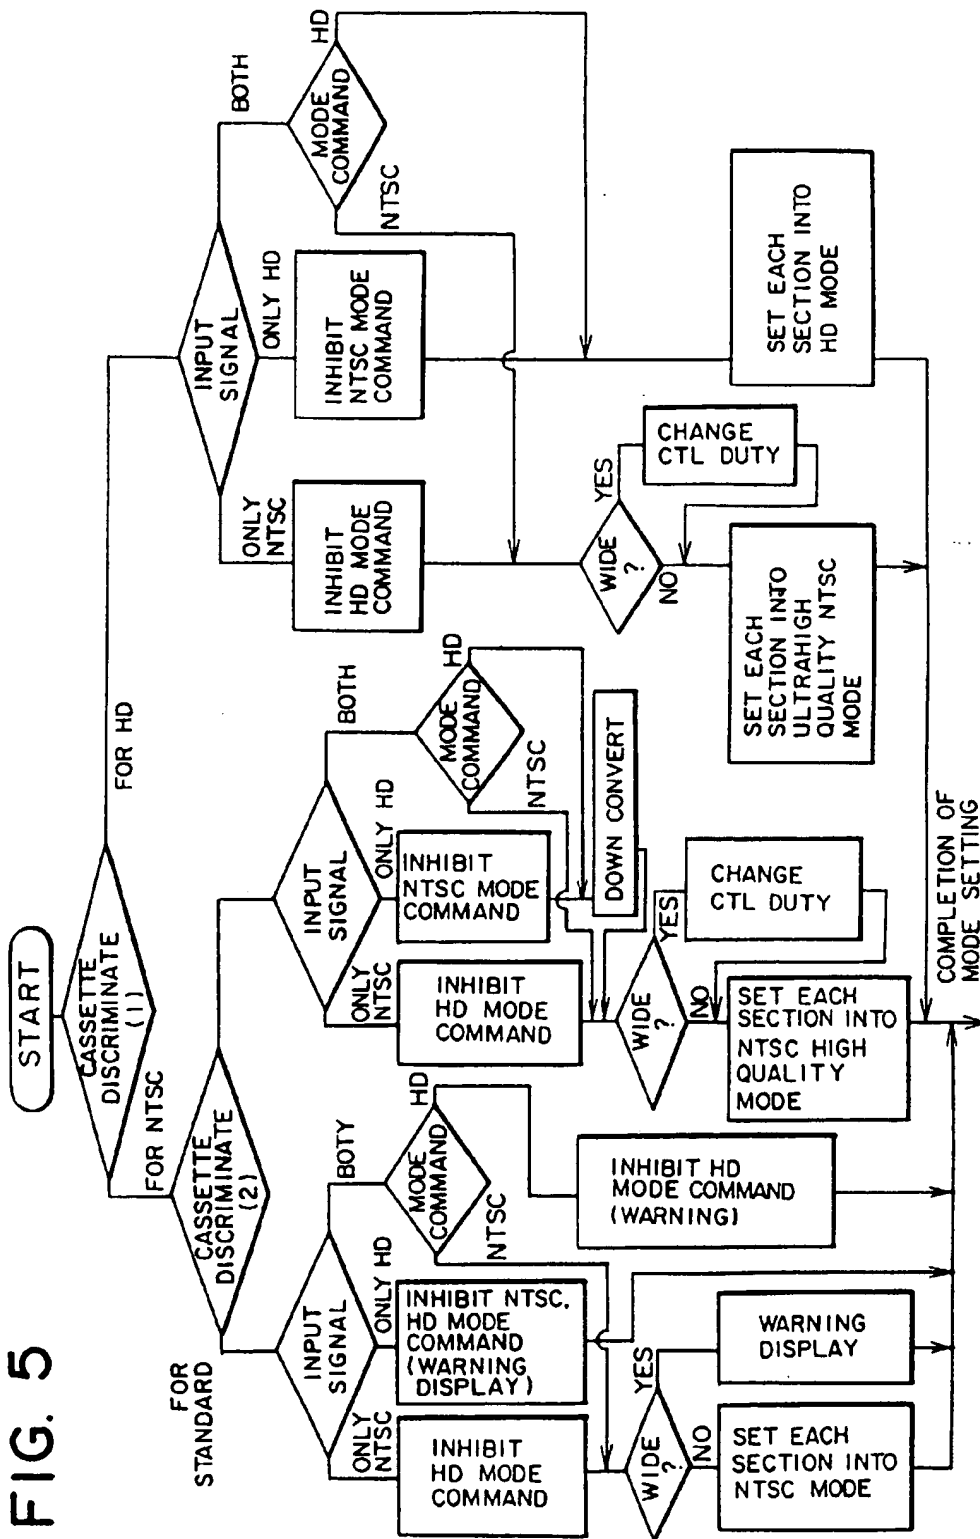 FIG. 5
START
CASSETTE
DISCRIMINATE
(1)
FOR NTSC
FOR HD
CASSETTE
DISCRIMINATE
(2)
FOR
STANDARD
INPUT
SIGNAL
ONLY
NTSC
ONLY HD
BOTY
INHIBIT
HD MODE
COMMAND
INHIBIT NTSC,
HD MODE
COMMAND
(WARNING
DISPLAY)
MODE
COMMAND
NTSC
HD
INHIBIT HD
MODE COMMAND
(WARNING)
WIDE
?
YES
NO
WARNING
DISPLAY
SET EACH
SECTION INTO
NTSC MODE
INPUT
SIGNAL
ONLY
NTSC
ONLY HD
BOTH
INHIBIT
HD MODE
COMMAND
INHIBIT
NTSC MODE
COMMAND
MODE
COMMAND
NTSC
HD
DOWN CONVERT
WIDE
?
YES
NO
CHANGE
CTL DUTY
SET EACH
SECTION INTO
NTSC HIGH
QUALITY
MODE
INPUT
SIGNAL
ONLY
NTSC
ONLY HD
BOTH
INHIBIT
HD MODE
COMMAND
INHIBIT
NTSC MODE
COMMAND
MODE
COMMAND
NTSC
HD
WIDE
?
YES
NO
CHANGE
CTL DUTY
SET EACH
SECTION INTO
ULTRAHIGH
QUALITY NTSC
MODE
SET EACH
SECTION INTO
HD MODE
COMPLETION OF
MODE SETTING